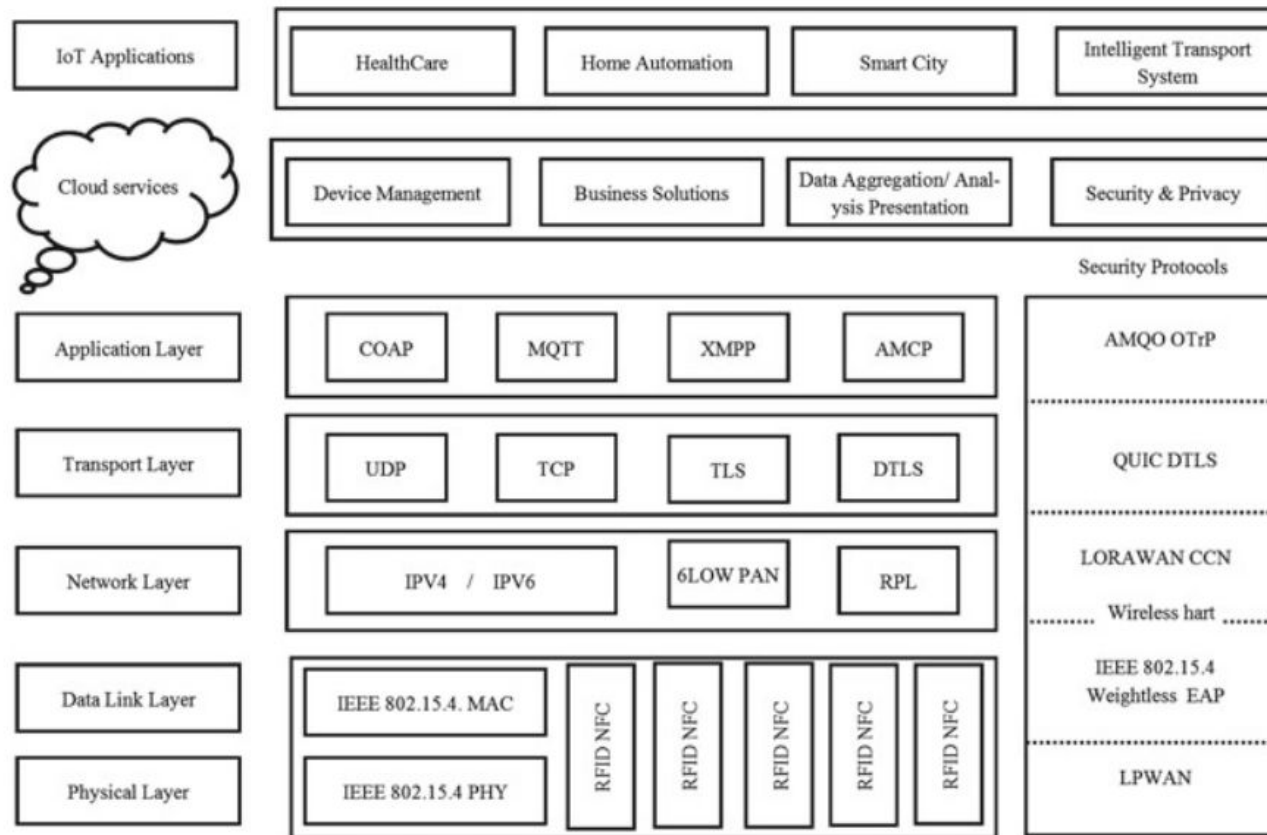 IoT Applications
HealthCare
Home Automation
Smart City
Intelligent Transport
System
Cloud services
Device Management
Business Solutions
Data Aggregation/ Anal-
ysis Presentation
Security & Privacy
Security Protocols
Application Layer
COAP
MQTT
XMPP
AMCP
AMQO OTrP
Transport Layer
UDP
TCP
TLS
DTLS
QUIC DTLS
Network Layer
IPV4 / IPV6
6LOW PAN
RPL
LORAWAN CCN
Wireless hart
Data Link Layer
IEEE 802.15.4. MAC
RFID NFC
RFID NFC
RFID NFC
RFID NFC
RFID NFC
IEEE 802.15.4
Weightless EAP
Physical Layer
IEEE 802.15.4 PHY
LPWAN